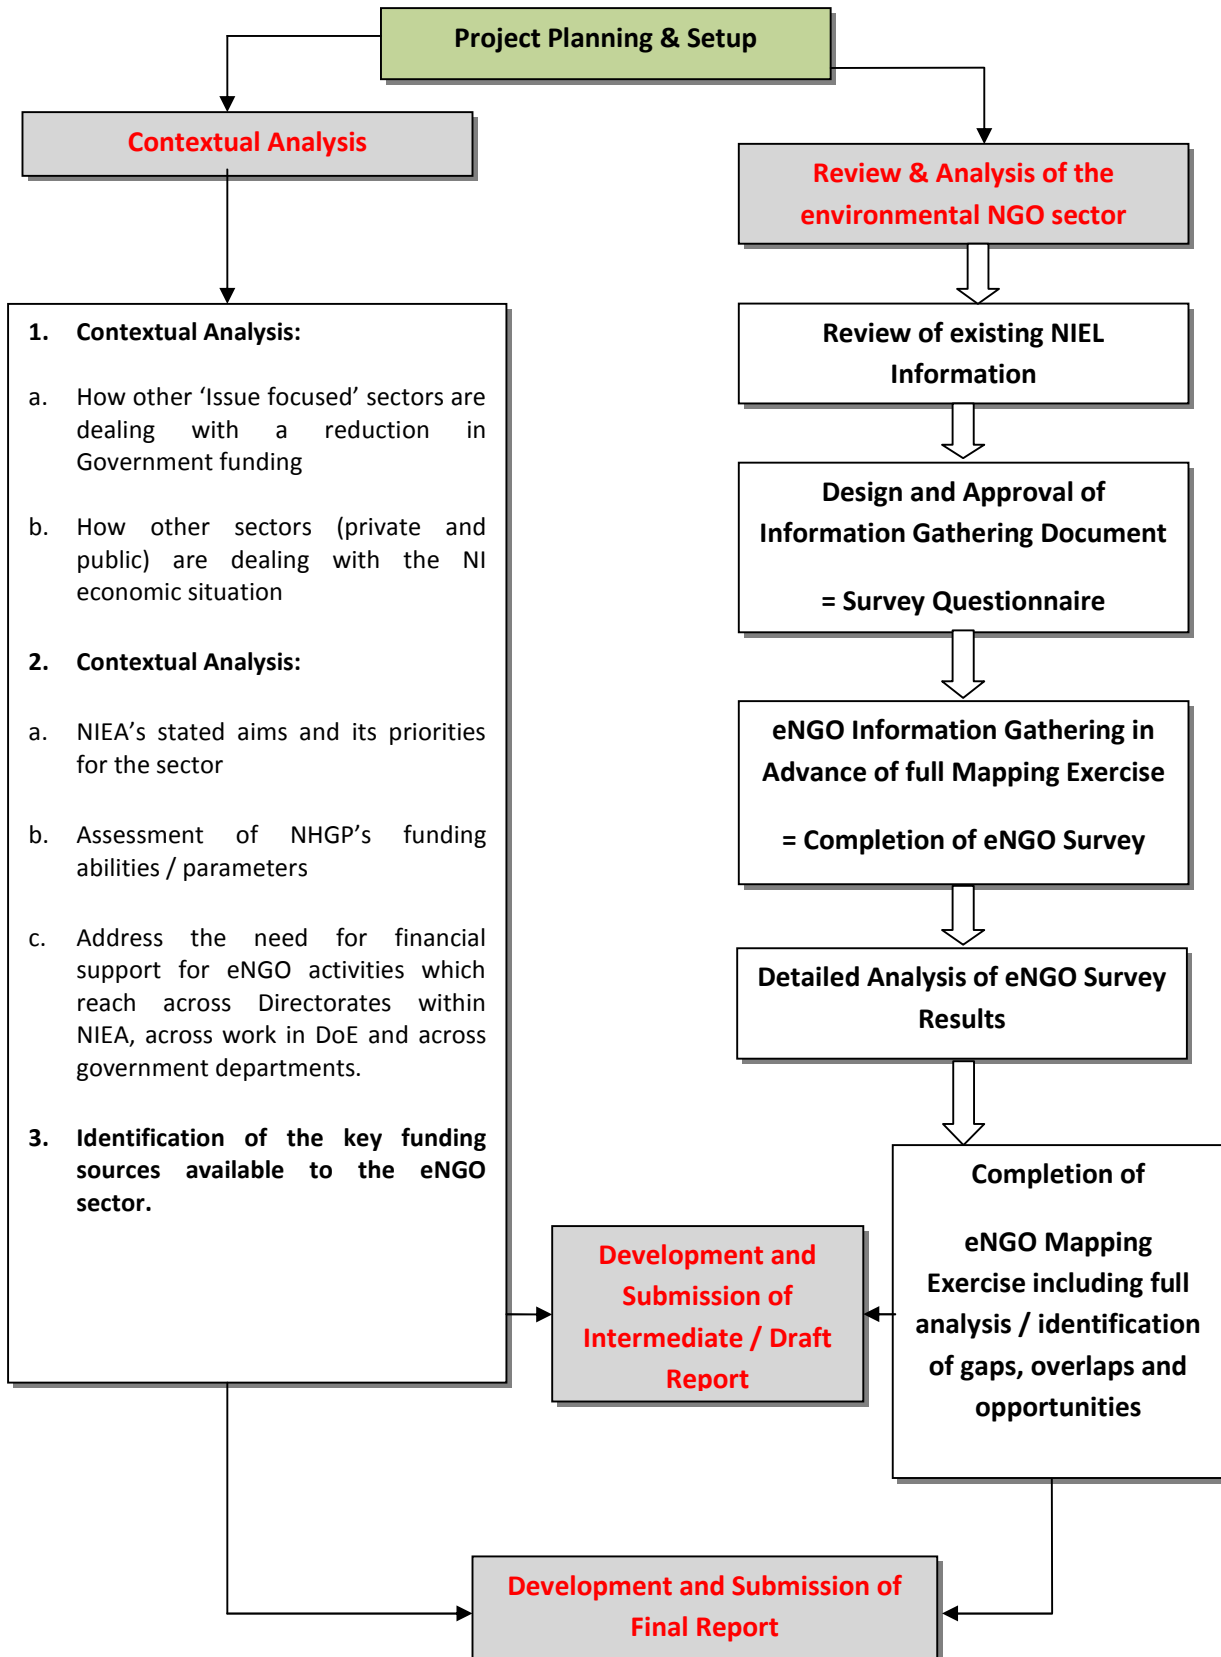 Project Planning & Setup
Contextual Analysis
Review & Analysis of the
environmental NGO sector
1. Contextual Analysis:
a. How other ‘Issue focused’ sectors are
dealing with a reduction in
Government funding
b. How other sectors (private and
public) are dealing with the NI
economic situation
2. Contextual Analysis:
a. NIEA’s stated aims and its priorities
for the sector
b. Assessment of NHGP’s funding
abilities / parameters
c. Address the need for financial
support for eNGO activities which
reach across Directorates within
NIEA, across work in DoE and across
government departments.
3. Identification of the key funding
sources available to the eNGO
sector.
Review of existing NIEL
Information
Design and Approval of
Information Gathering Document
= Survey Questionnaire
eNGO Information Gathering in
Advance of full Mapping Exercise
= Completion of eNGO Survey
Detailed Analysis of eNGO Survey
Results
Completion of
eNGO Mapping
Exercise including full
analysis / identification
of gaps, overlaps and
opportunities
Development and
Submission of
Intermediate / Draft
Report
Development and Submission of
Final Report